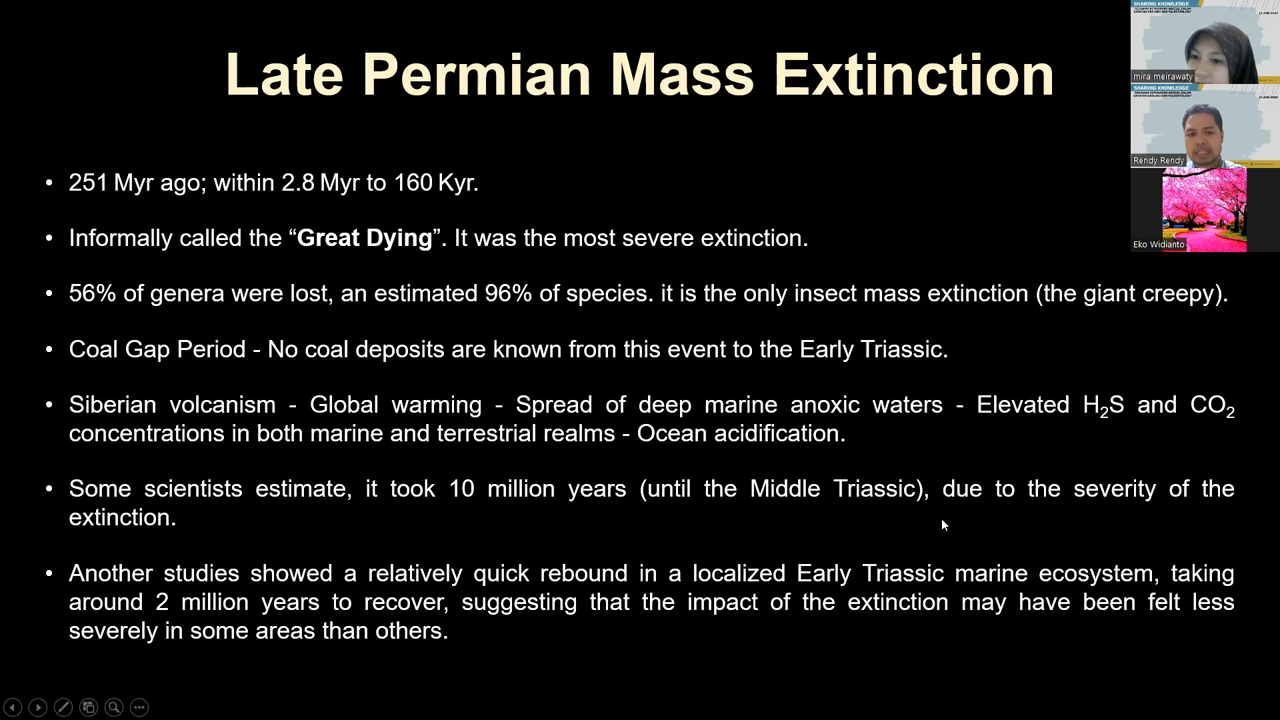 Late Permian Mass Extinction
• 251 Myr ago; within 2.8 Myr to 160 Kyr.
• Informally called the “Great Dying”. It was the most severe extinction.
• 56% of genera were lost, an estimated 96% of species. it is the only insect mass extinction (the giant creepy).
• Coal Gap Period - No coal deposits are known from this event to the Early Triassic.
• Siberian volcanism - Global warming - Spread of deep marine anoxic waters - Elevated H₂S and CO₂
concentrations in both marine and terrestrial realms - Ocean acidification.
• Some scientists estimate, it took 10 million years (until the Middle Triassic), due to the severity of the
extinction.
• Another studies showed a relatively quick rebound in a localized Early Triassic marine ecosystem, taking
around 2 million years to recover, suggesting that the impact of the extinction may have been felt less
severely in some areas than others.
SHARING KNOWLEDGE
mira meirawaty
SHARING KNOWLEDGE
Rendy Rendy
Eko Widianto